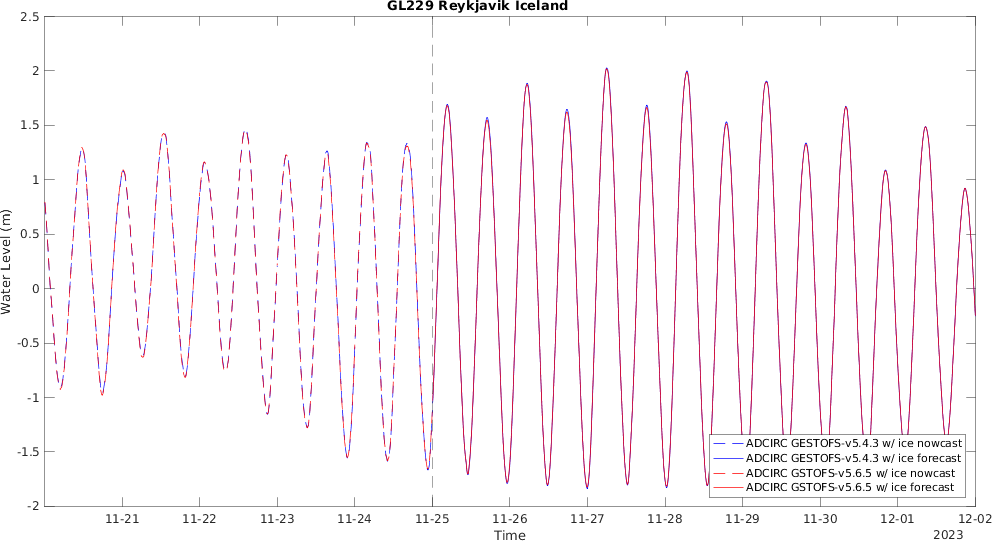 GL229 Reykjavik Iceland
2.5
2
1.5
1
0.5
0
-0.5
-1
-1.5
-2
Water Level (m)
ADCIRC GESTOFS-v5.4.3 w/ ice nowcast
ADCIRC GESTOFS-v5.4.3 w/ ice forecast
ADCIRC GSTOFS-v5.6.5 w/ ice nowcast
ADCIRC GSTOFS-v5.6.5 w/ ice forecast
11-21 11-22 11-23 11-24 11-25 11-26 11-27 11-28 11-29 11-30 12-01 12-02
Time
2023